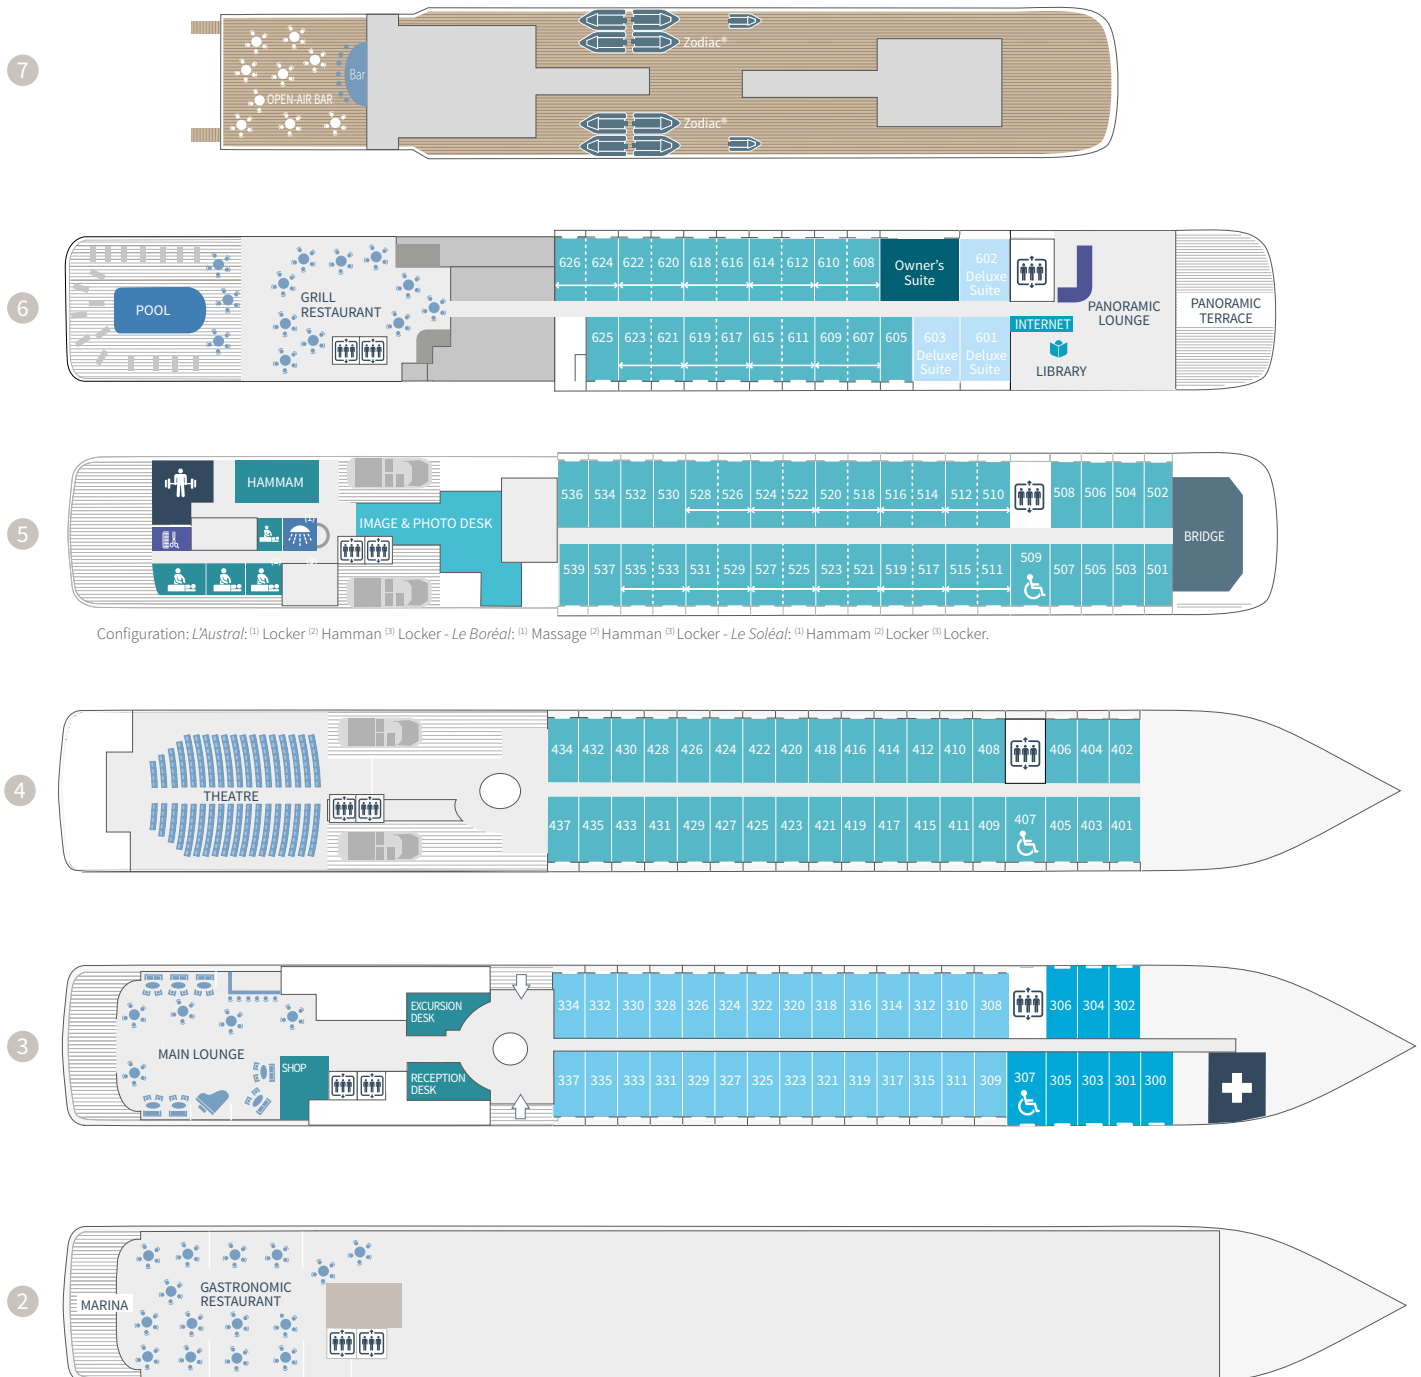 7
Zodiac®
Bar
OPEN-AIR BAR
Zodiac®
6
626 624 622 620 618 616 614 612 610 608
Owner's
Suite
602
Deluxe
Suite
POOL
GRILL
RESTAURANT
PANORAMIC
LOUNGE
PANORAMIC
TERRACE
INTERNET
LIBRARY
625 623 621 619 617 615 611 609 607 605
603
Deluxe
Suite
601
Deluxe
Suite
5
HAMMAM
IMAGE & PHOTO DESK
536 534 532 530 528 526 524 522 520 518 516 514 512 510 508 506 504 502
BRIDGE
539 537 535 533 531 529 527 525 523 521 519 517 515 511 509 507 505 503 501
Configuration: L'Austral: (1) Locker (2) Hamman (3) Locker - Le Boréal: (1) Massage (2) Hamman (3) Locker - Le Soléal: (1) Hammam (2) Locker (3) Locker.
4
THEATRE
434 432 430 428 426 424 422 420 418 416 414 412 410 408 406 404 402
437 435 433 431 429 427 425 423 421 419 417 415 411 409 407 405 403 401
3
MAIN LOUNGE
SHOP
EXCURSION
DESK
RECEPTION
DESK
334 332 330 328 326 324 322 320 318 316 314 312 310 308 306 304 302
337 335 333 331 329 327 325 323 321 319 317 315 311 309 307 305 303 301 300
2
MARINA
GASTRONOMIC
RESTAURANT